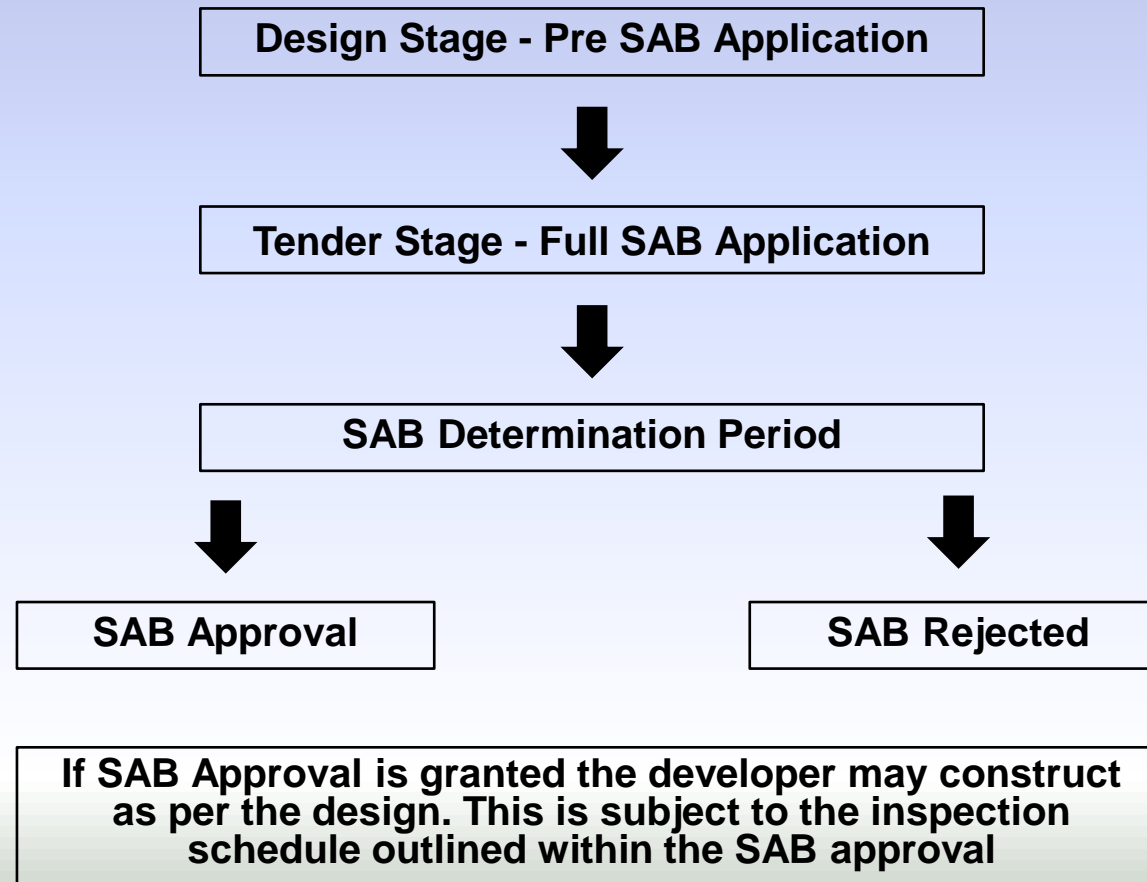 Design Stage - Pre SAB Application
Tender Stage - Full SAB Application
SAB Determination Period
SAB Approval
SAB Rejected
If SAB Approval is granted the developer may construct
as per the design. This is subject to the inspection
schedule outlined within the SAB approval